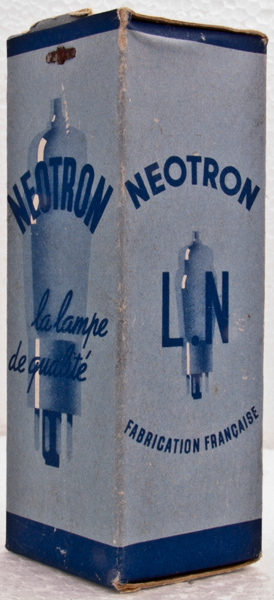 NEOTRON
la lampe
de qualité
NEOTRON
L.N
FABRICATION FRANÇAISE